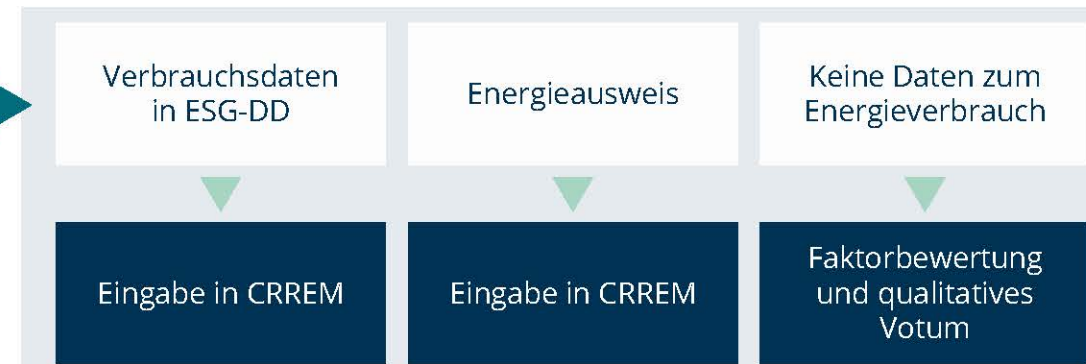 Verbrauchsdaten
in ESG-DD
Energieausweis
Keine Daten zum
Energieverbrauch
Eingabe in CRREM
Eingabe in CRREM
Faktorbewertung
und qualitatives
Votum